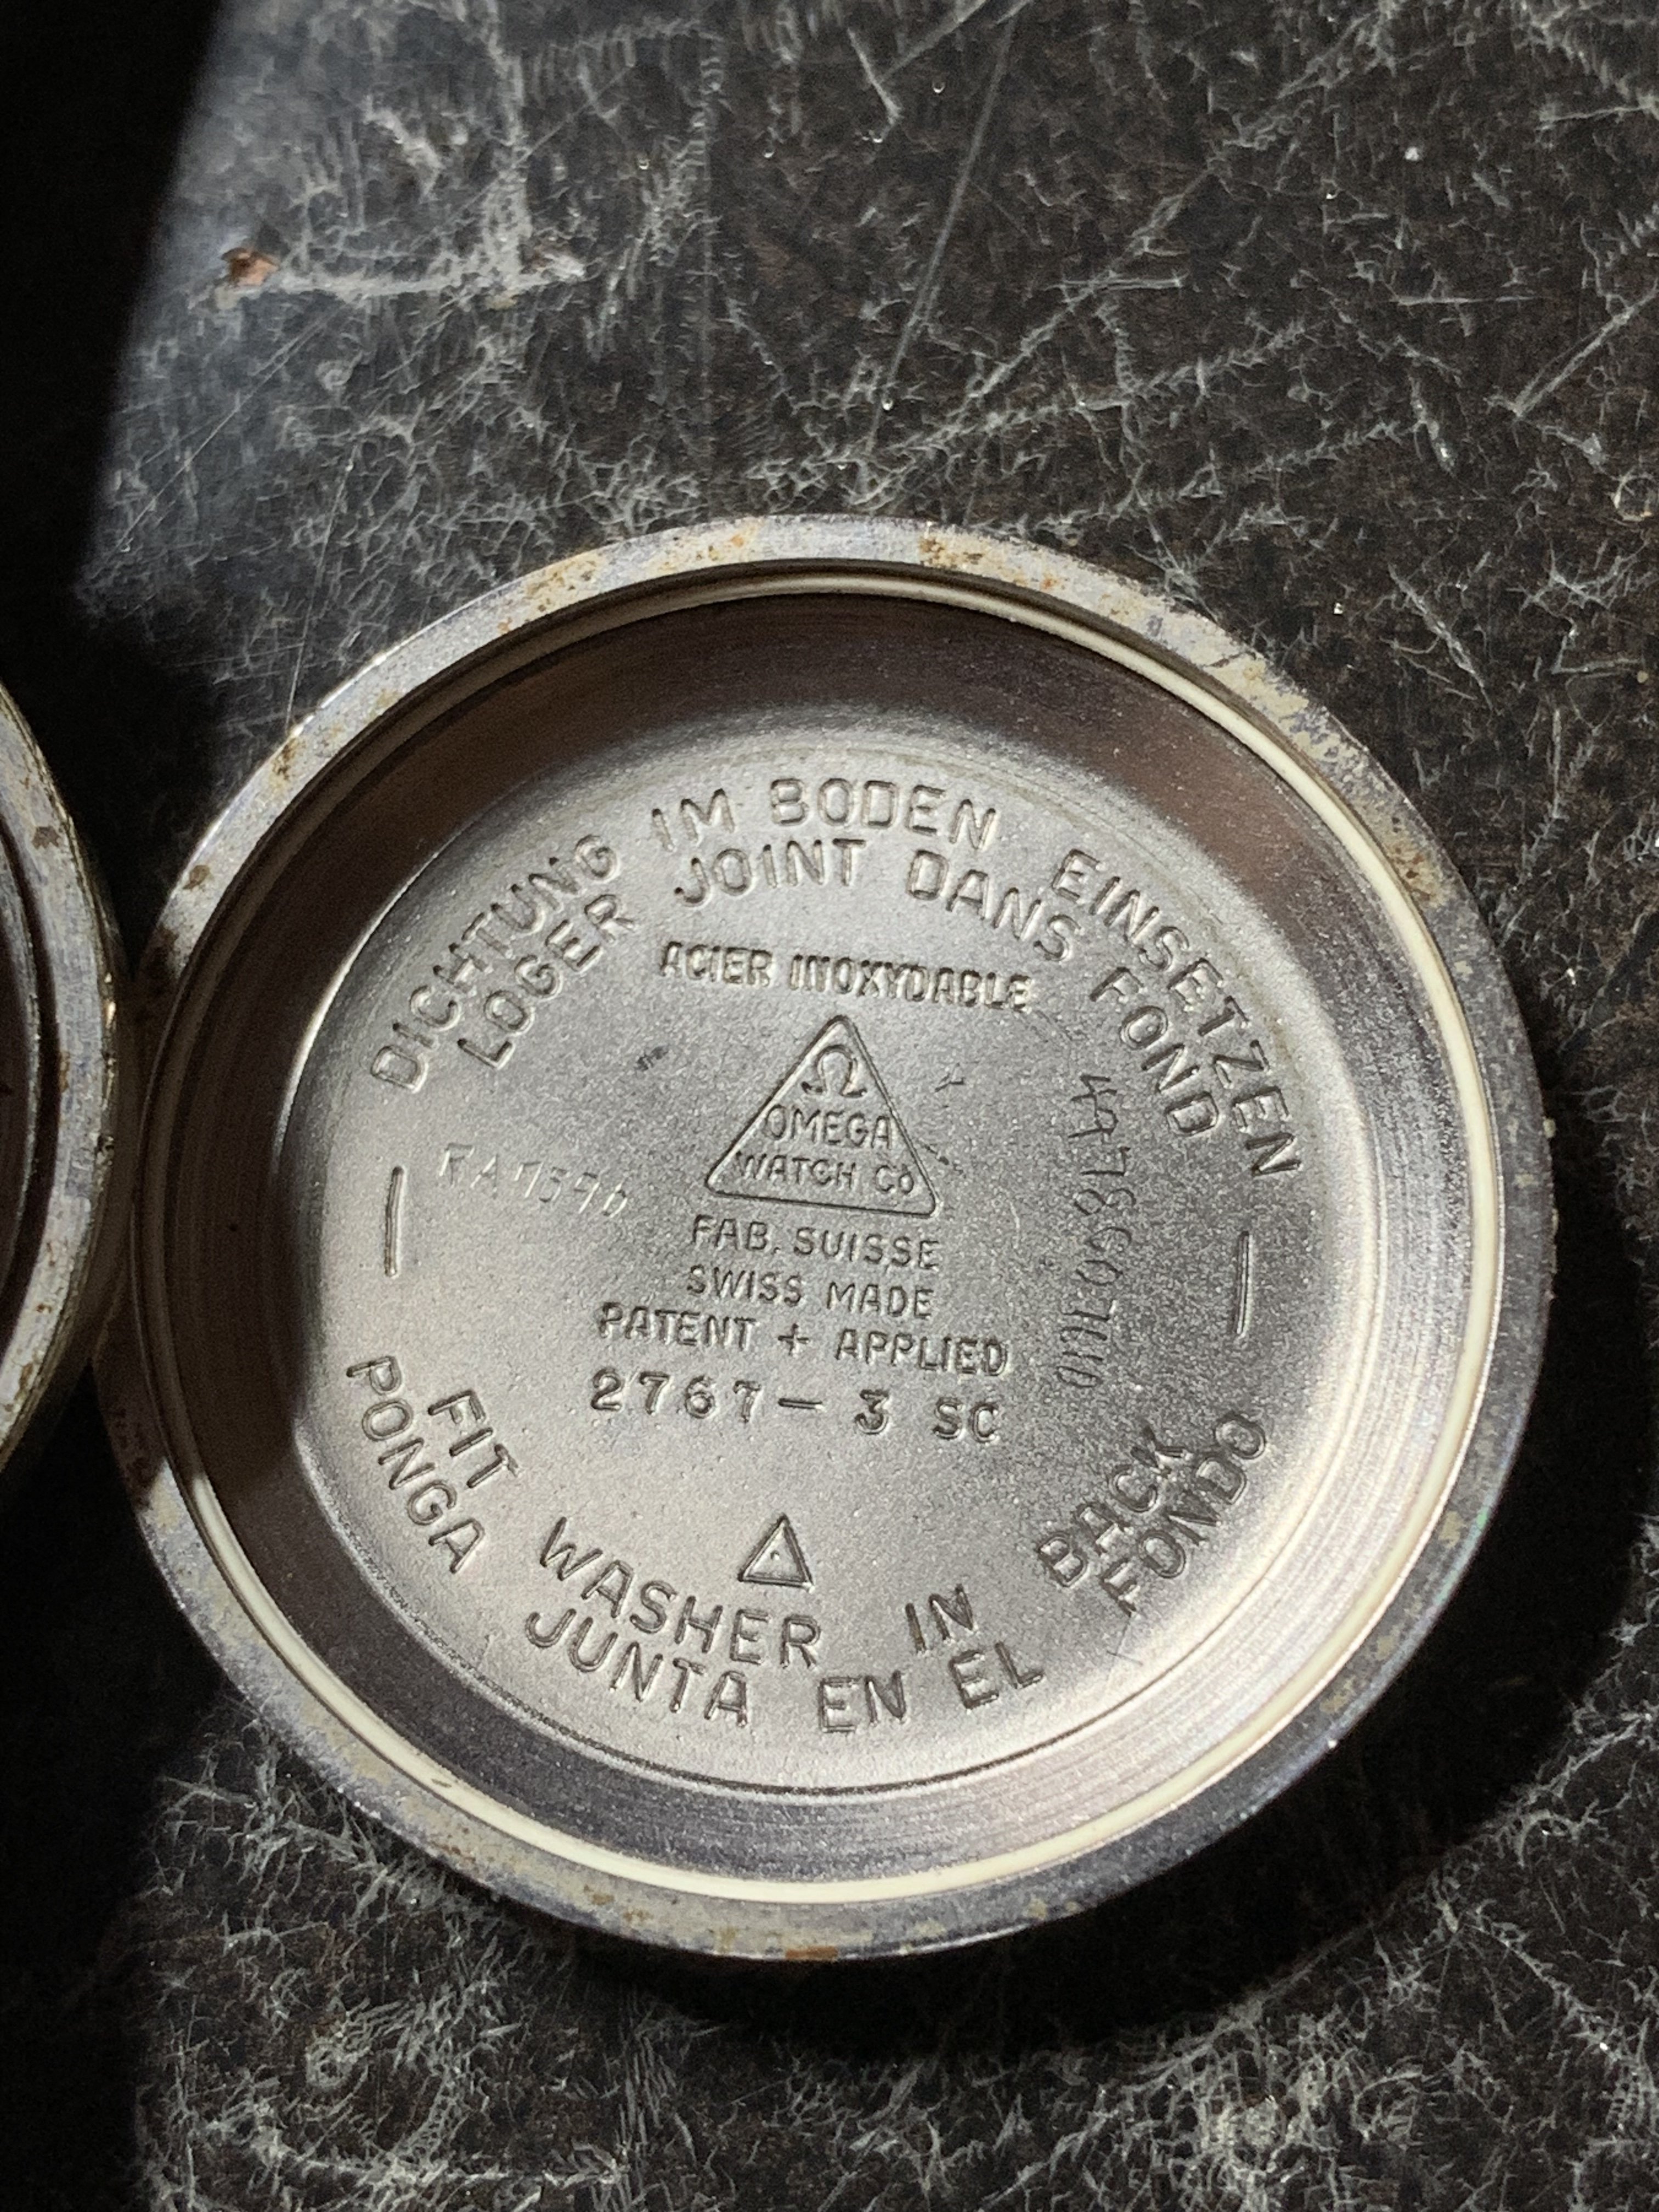 DICHTUNG IM BODEN EINSETZEN
LOGER JOINT DANS FOND
ACIER INOXYDABLE
Ω
OMEGA
WATCH Co
FAB. SUISSE
SWISS MADE
PATENT + APPLIED
2767-3 SC
FIT WASHER IN BACK
PONGA JUNTA EN EL FONDO